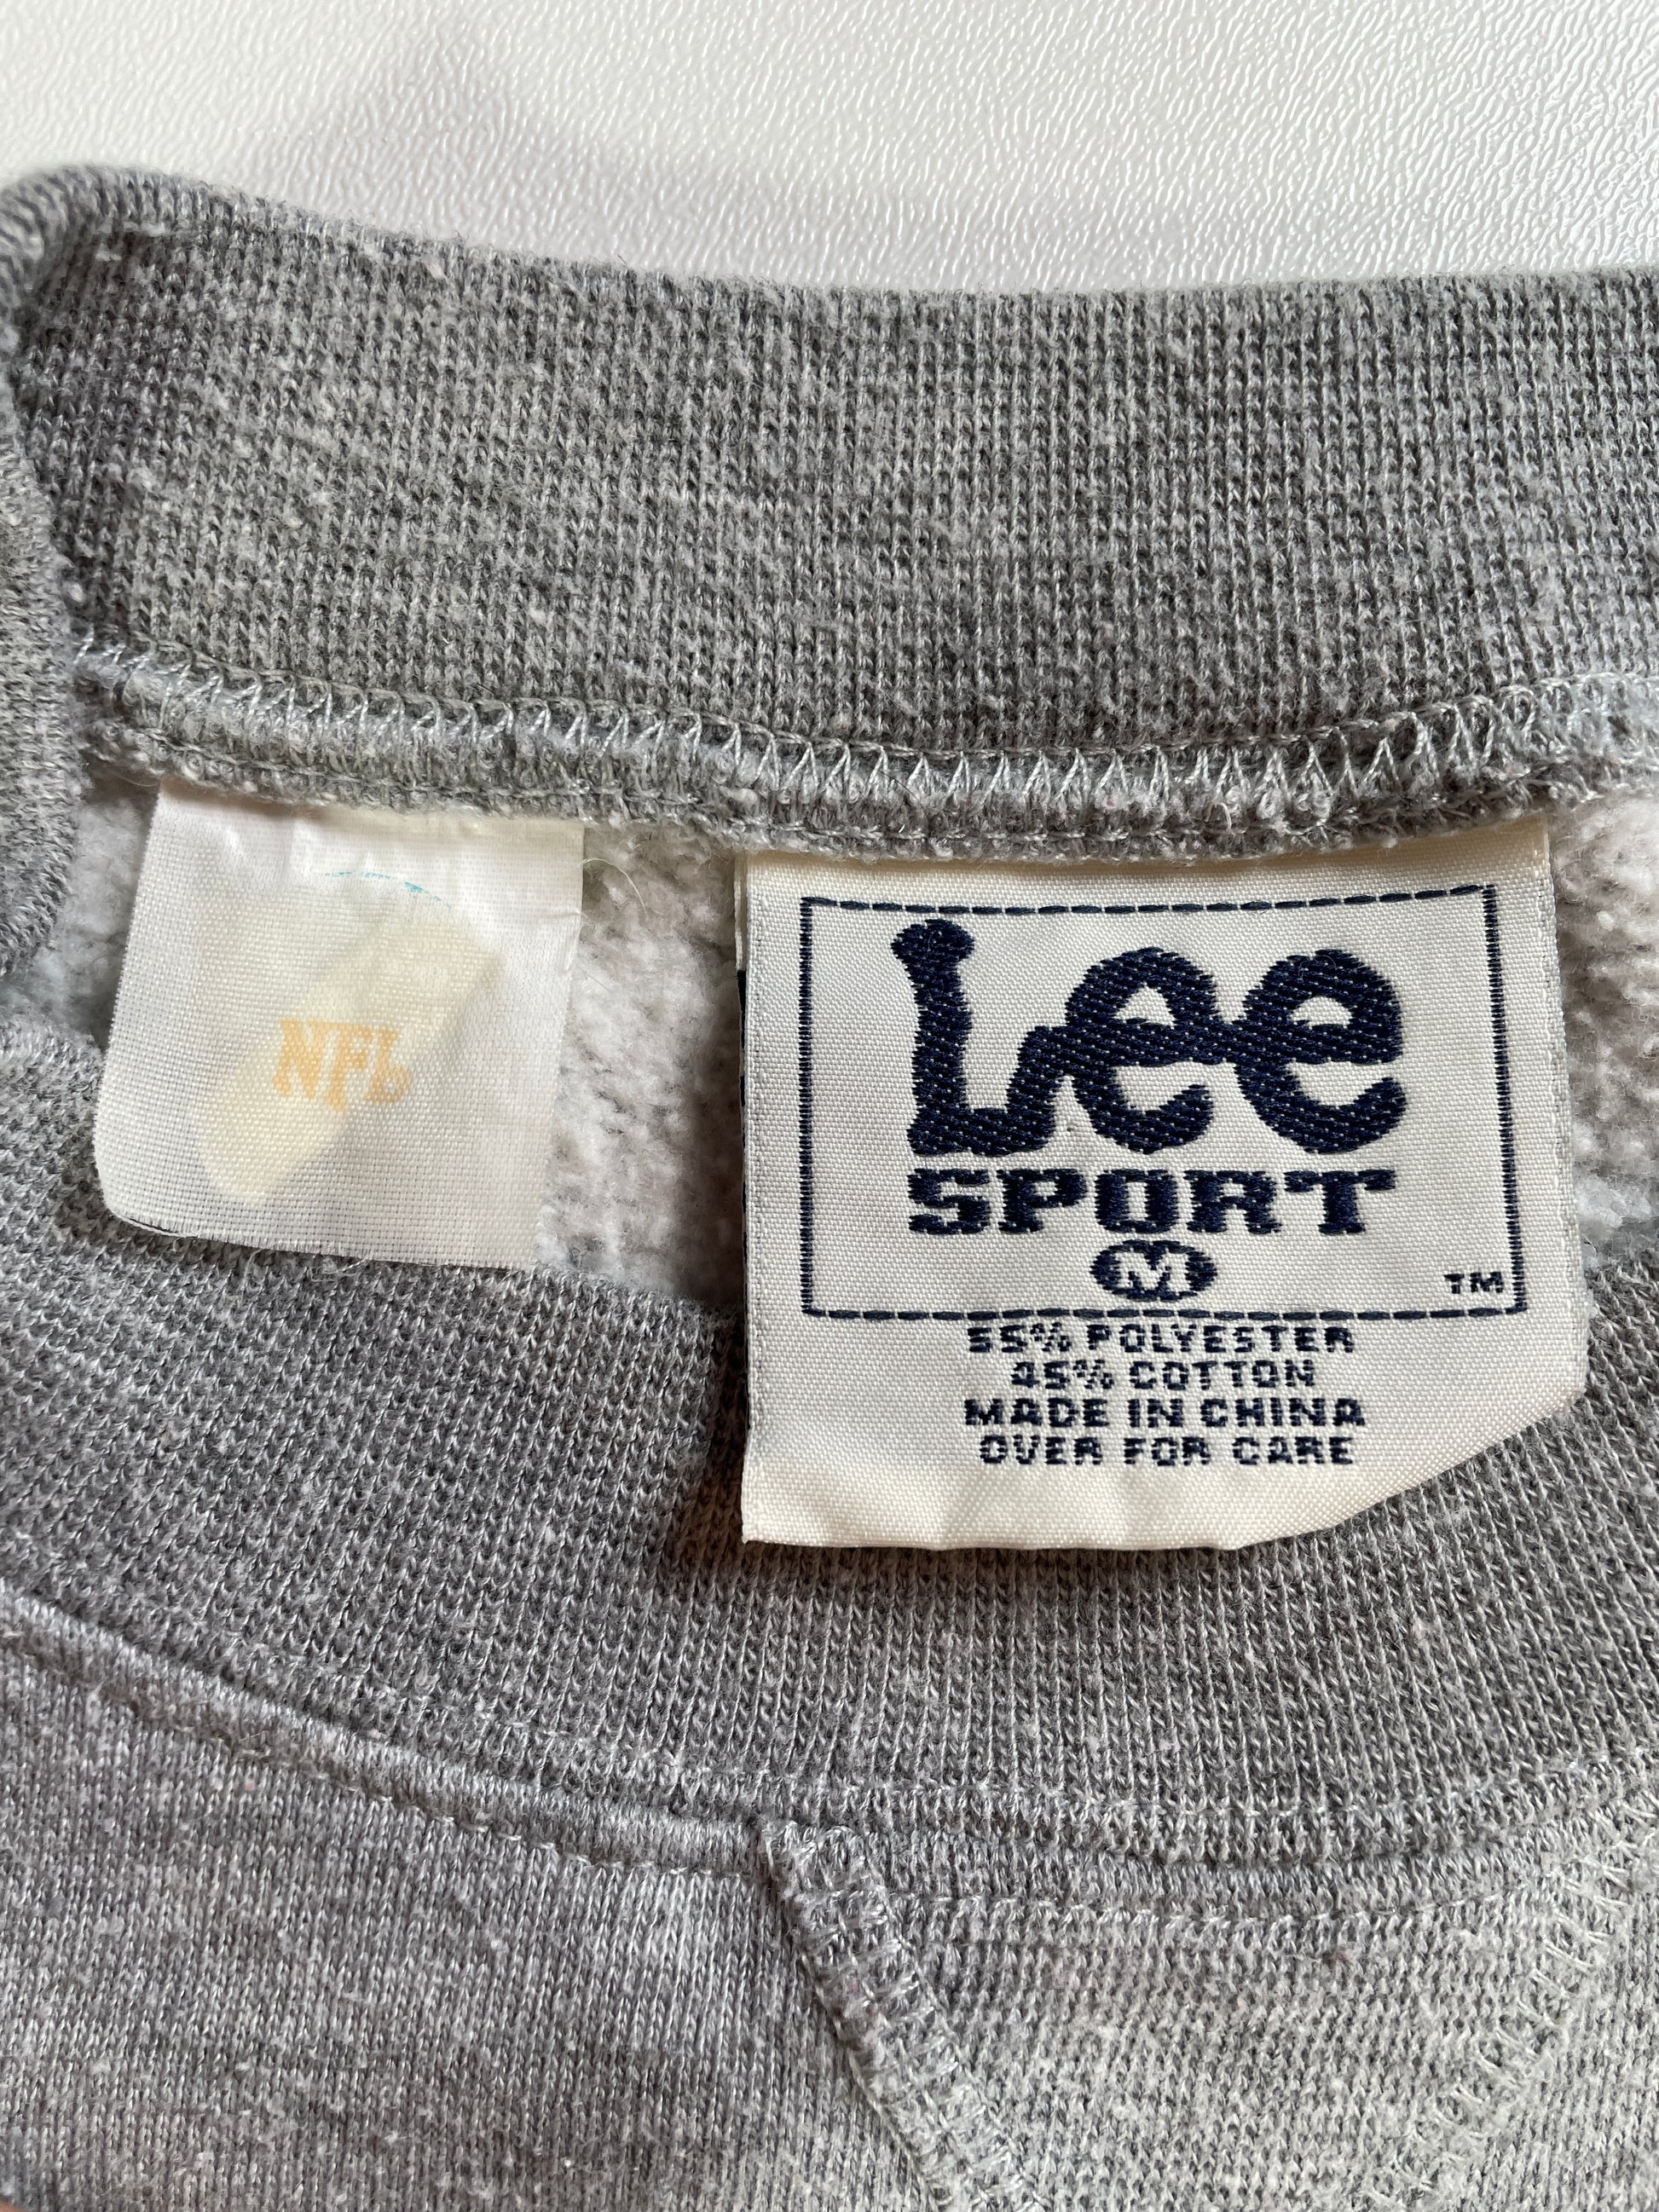 NFL
Lee
SPORT
M
TM
55% POLYESTER
45% COTTON
MADE IN CHINA
OVER FOR CARE